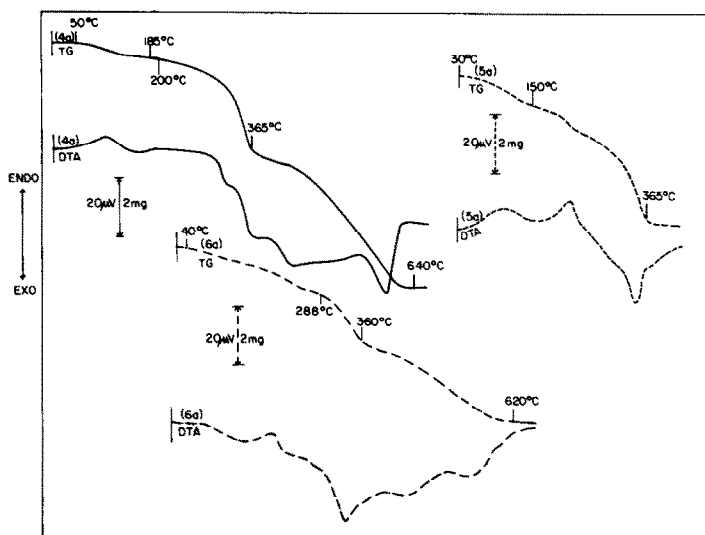 50°C
(4a)
TG
185°C
200°C
365°C
640°C
(4a)
DTA
ENDO
EXO
20μV 2mg
40°C
(6a)
TG
288°C
360°C
620°C
20μV 2mg
(6a)
DTA
30°C
(5a)
TG
150°C
365°C
20μV 2mg
(5a)
DTA